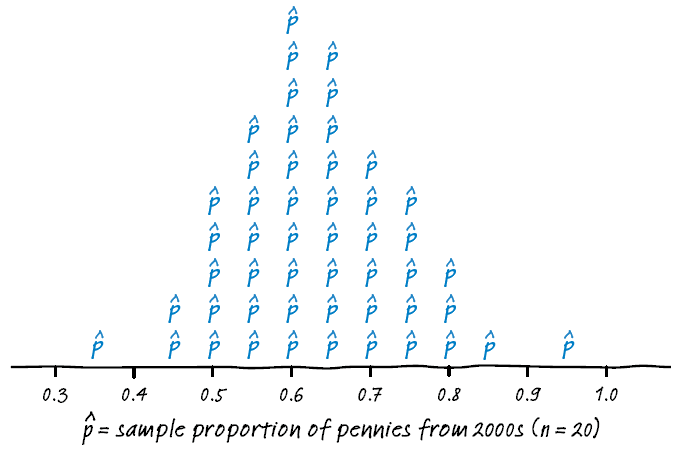 p̂
p̂ p̂
p̂ p̂
p̂ p̂ p̂
p̂ p̂ p̂ p̂
p̂ p̂ p̂ p̂ p̂ p̂
p̂ p̂ p̂ p̂ p̂ p̂
p̂ p̂ p̂ p̂ p̂ p̂ p̂
p̂ p̂ p̂ p̂ p̂ p̂ p̂ p̂
p̂ p̂ p̂ p̂ p̂ p̂ p̂ p̂ p̂ p̂ p̂
0.3 0.4 0.5 0.6 0.7 0.8 0.9 1.0
p̂ = sample proportion of pennies from 2000s (n = 20)